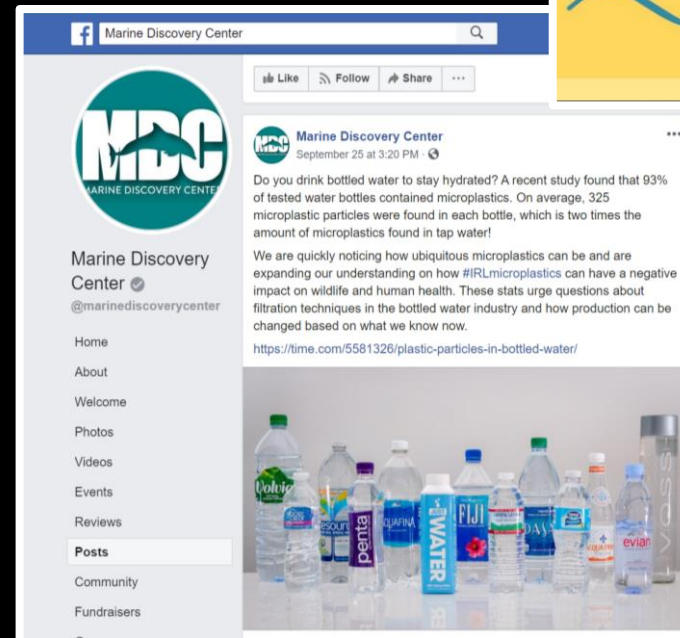 Marine Discovery Center
Like Follow Share ...
MDC
MARINE DISCOVERY CENTER
Marine Discovery
Center
@marinediscoverycenter
Home
About
Welcome
Photos
Videos
Events
Reviews
Posts
Community
Fundraisers
MDC
Marine Discovery Center
September 25 at 3:20 PM ·
Do you drink bottled water to stay hydrated? A recent study found that 93%
of tested water bottles contained microplastics. On average, 325
microplastic particles were found in each bottle, which is two times the
amount of microplastics found in tap water!
We are quickly noticing how ubiquitous microplastics can be and are
expanding our understanding on how #IRLmicroplastics can have a negative
impact on wildlife and human health. These stats urge questions about
filtration techniques in the bottled water industry and how production can be
changed based on what we know now.
https://time.com/5581326/plastic-particles-in-bottled-water/
Volvic
penta
JUST
WATER
FIJI
evian
VOSS